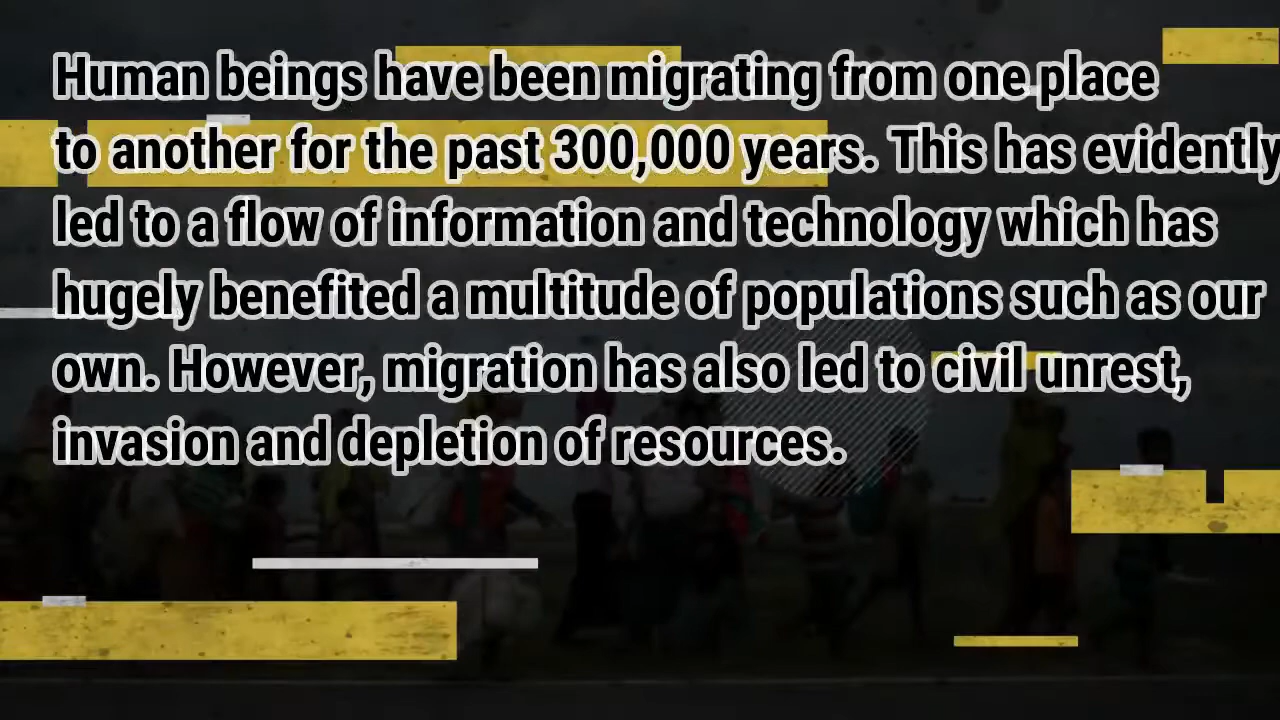 Human beings have been migrating from one place
to another for the past 300,000 years. This has evidently
led to a flow of information and technology which has
hugely benefited a multitude of populations such as our
own. However, migration has also led to civil unrest,
invasion and depletion of resources.